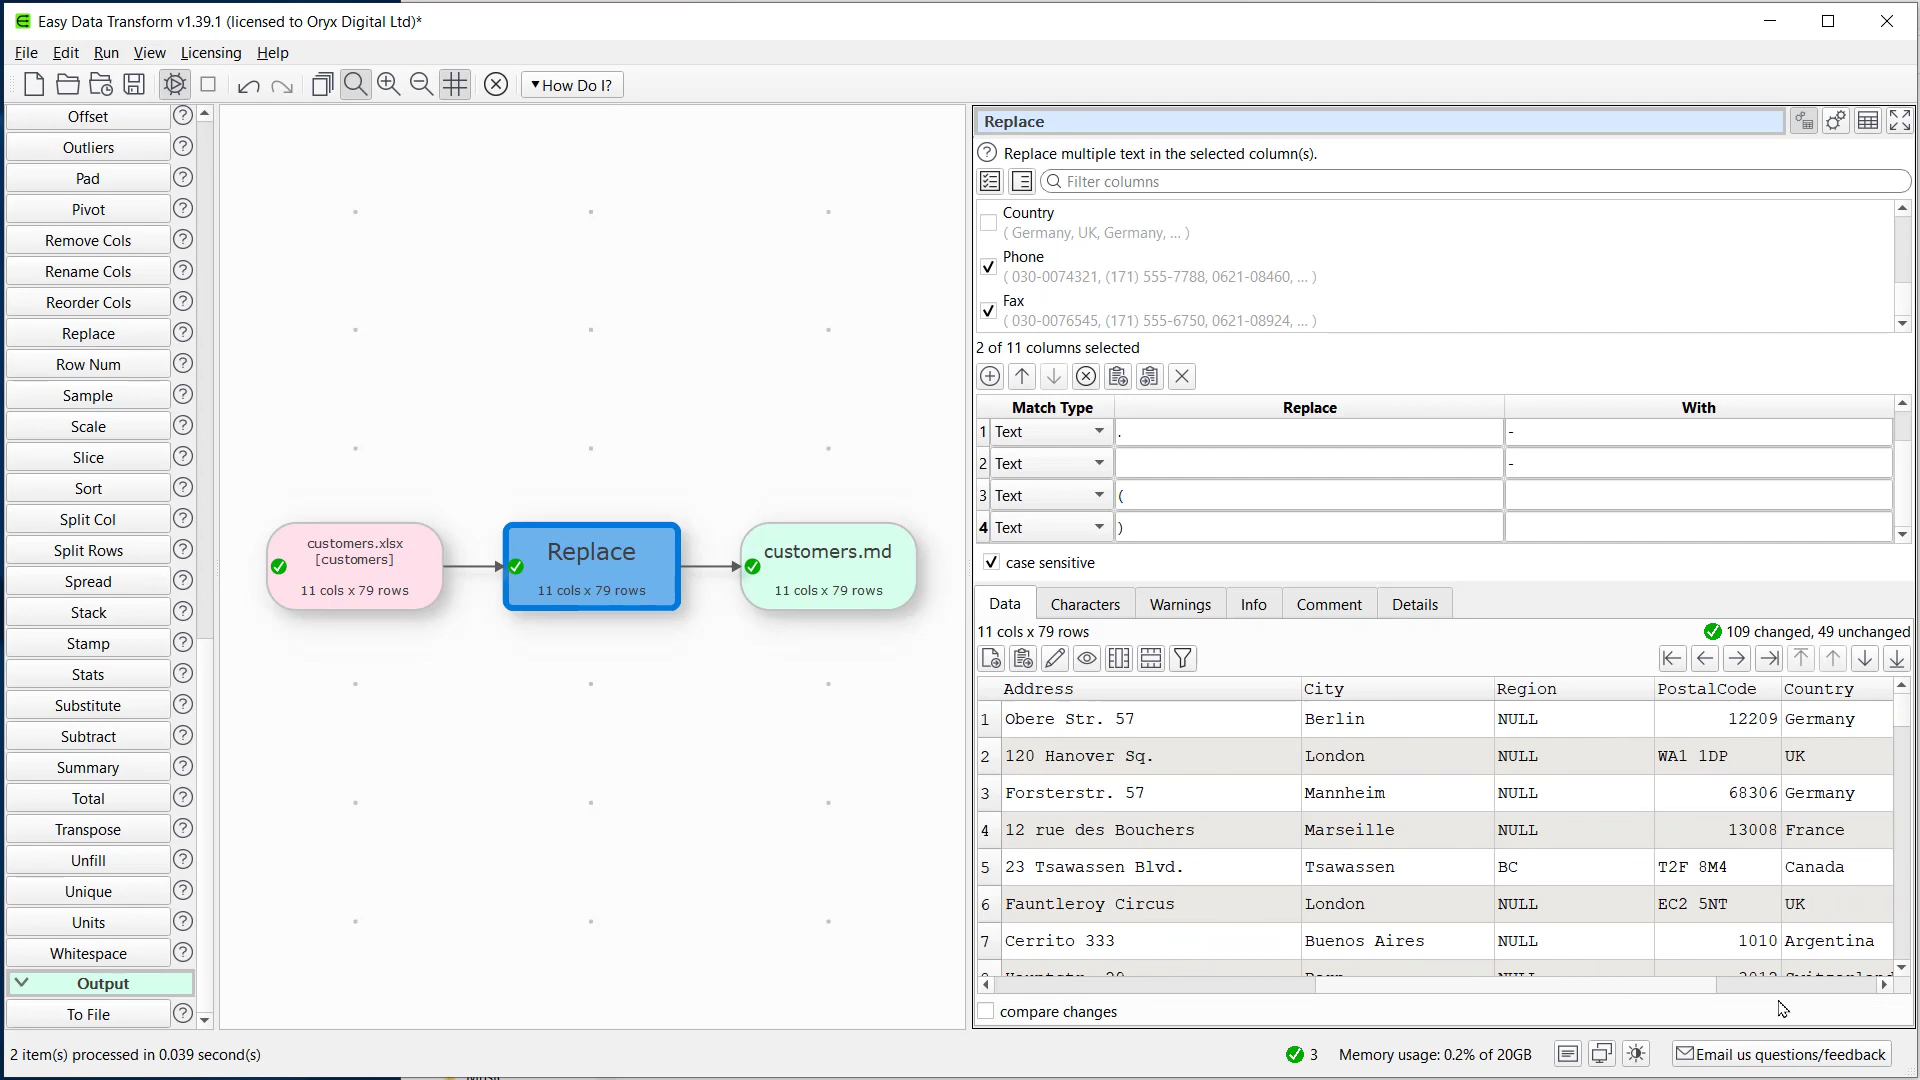 Easy Data Transform v1.39.1 (licensed to Oryx Digital Ltd)*
File Edit Run View Licensing Help
▾How Do I?
Offset
Outliers
Pad
Pivot
Remove Cols
Rename Cols
Reorder Cols
Replace
Row Num
Sample
Scale
Slice
Sort
Split Col
Split Rows
Spread
Stack
Stamp
Stats
Substitute
Subtract
Summary
Total
Transpose
Unfill
Unique
Units
Whitespace
Output
To File
customers.xlsx
[customers]
11 cols x 79 rows
Replace
11 cols x 79 rows
customers.md
11 cols x 79 rows
Replace
Replace multiple text in the selected column(s).
Filter columns
Country
( Germany, UK, Germany, ... )
Phone
( 030-0074321, (171) 555-7788, 0621-08460, ... )
Fax
( 030-0076545, (171) 555-6750, 0621-08924, ... )
2 of 11 columns selected
Match Type Replace With
1 Text . -
2 Text -
3 Text (
4 Text )
case sensitive
Data Characters Warnings Info Comment Details
11 cols x 79 rows 109 changed, 49 unchanged
Address City Region PostalCode Country
1 Obere Str. 57 Berlin NULL 12209 Germany
2 120 Hanover Sq. London NULL WA1 1DP UK
3 Forsterstr. 57 Mannheim NULL 68306 Germany
4 12 rue des Bouchers Marseille NULL 13008 France
5 23 Tsawassen Blvd. Tsawassen BC T2F 8M4 Canada
6 Fauntleroy Circus London NULL EC2 5NT UK
7 Cerrito 333 Buenos Aires NULL 1010 Argentina
compare changes
2 item(s) processed in 0.039 second(s) 3 Memory usage: 0.2% of 20GB Email us questions/feedback